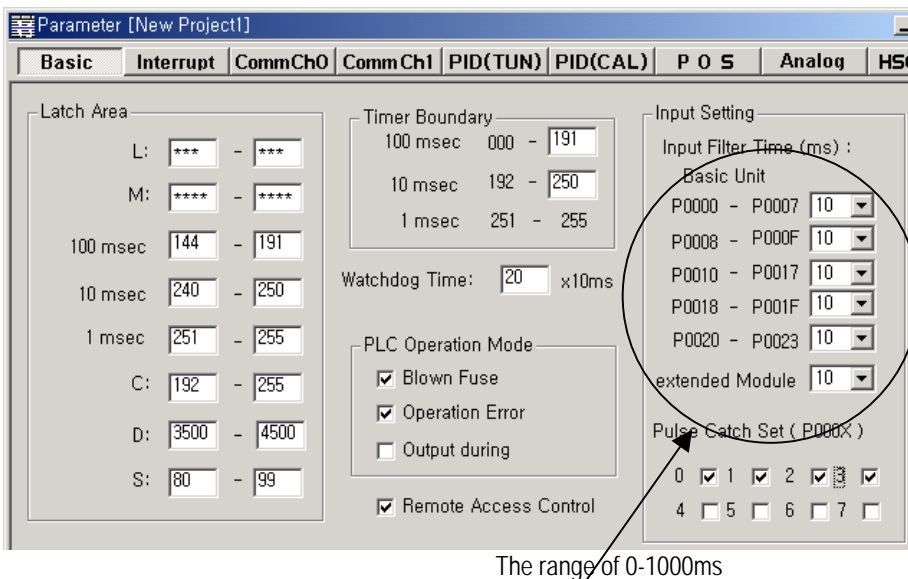 Parameter [New Project1]
Basic Interrupt CommCh0 CommCh1 PID(TUN) PID(CAL) P O S Analog
Latch Area
L: *** - ***
M: **** - ****
100 msec 144 - 191
10 msec 240 - 250
1 msec 251 - 255
C: 192 - 255
D: 3500 - 4500
S: 80 - 99
Timer Boundary
100 msec 000 - 191
10 msec 192 - 250
1 msec 251 - 255
Watchdog Time: 20 x10ms
PLC Operation Mode
Blown Fuse
Operation Error
Output during
Remote Access Control
Input Setting
Input Filter Time (ms) :
Basic Unit
P0000 - P0007 10
P0008 - P000F 10
P0010 - P0017 10
P0018 - P001F 10
P0020 - P0023 10
extended Module 10
Pulse Catch Set ( P000X )
0 1 2 3
4 5 6 7
The range of 0-1000ms